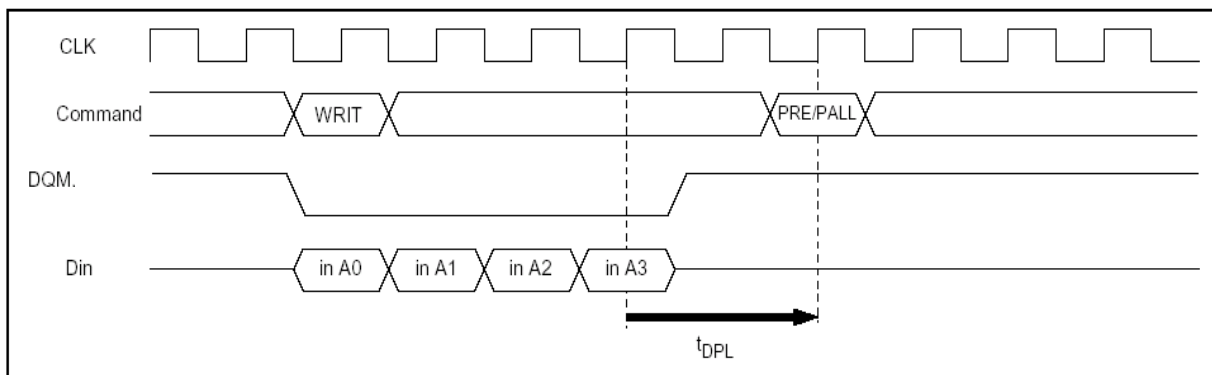 CLK
Command WRIT PRE/PALL
DQM.
Din in A0 in A1 in A2 in A3
tDPL